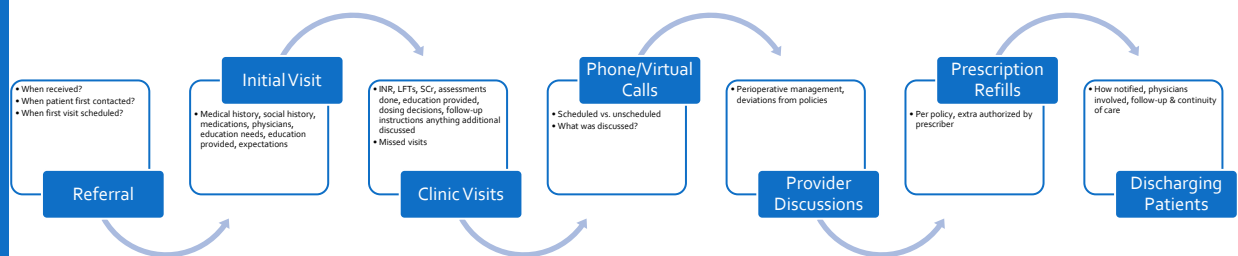 • When received?
• When patient first contacted?
• When first visit scheduled?
Referral
Initial Visit
• Medical history, social history,
medications, physicians,
education needs, education
provided, expectations
• INR, LFTs, SCr, assessments
done, education provided,
dosing decisions, follow-up
instructions anything additional
discussed
• Missed visits
Clinic Visits
Phone/Virtual
Calls
• Scheduled vs. unscheduled
• What was discussed?
• Perioperative management,
deviations from policies
Provider
Discussions
Prescription
Refills
• Per policy, extra authorized by
prescriber
• How notified, physicians
involved, follow-up & continuity
of care
Discharging
Patients